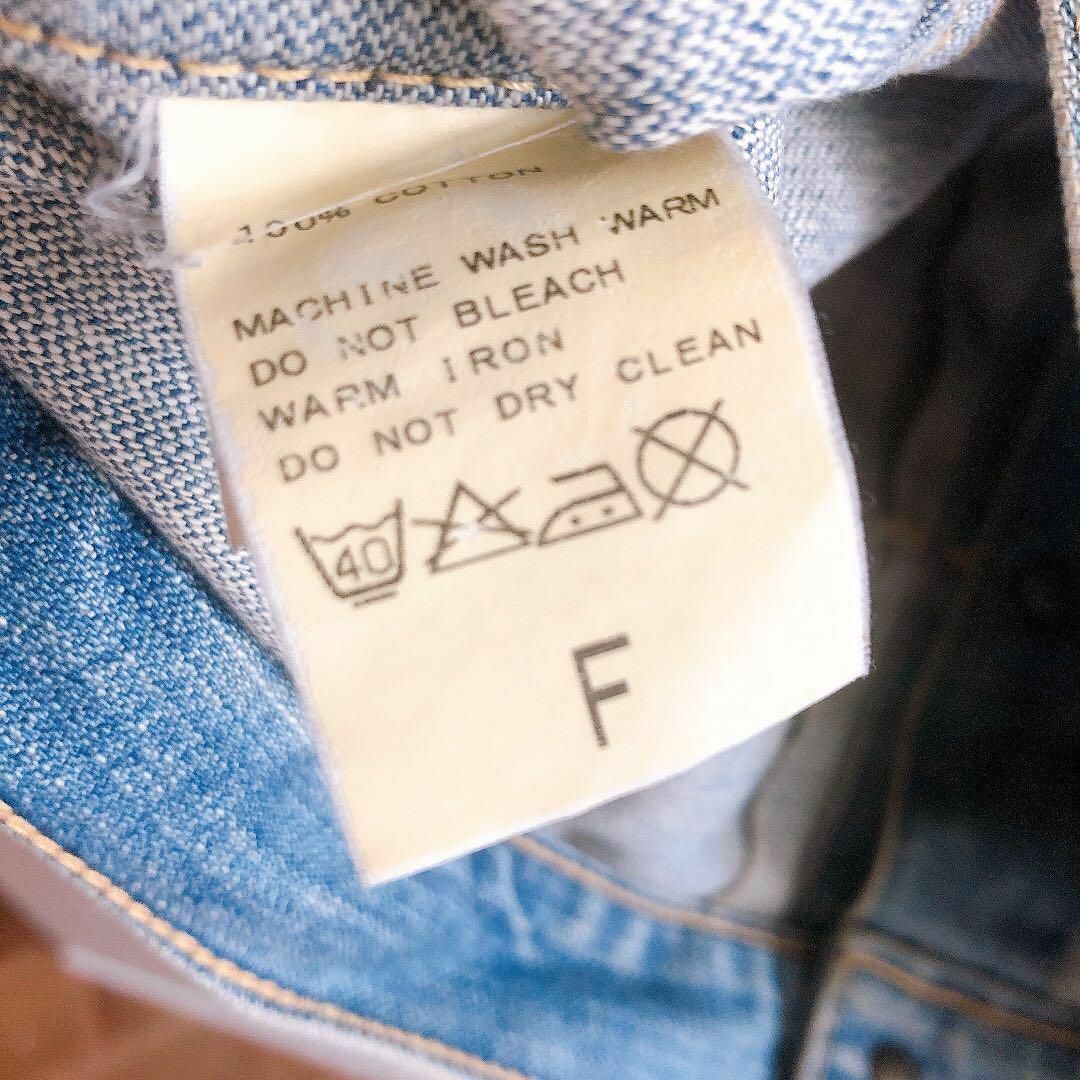 100% COTTON
MACHINE WASH WARM
DO NOT BLEACH
WARM IRON
DO NOT DRY CLEAN
40
F